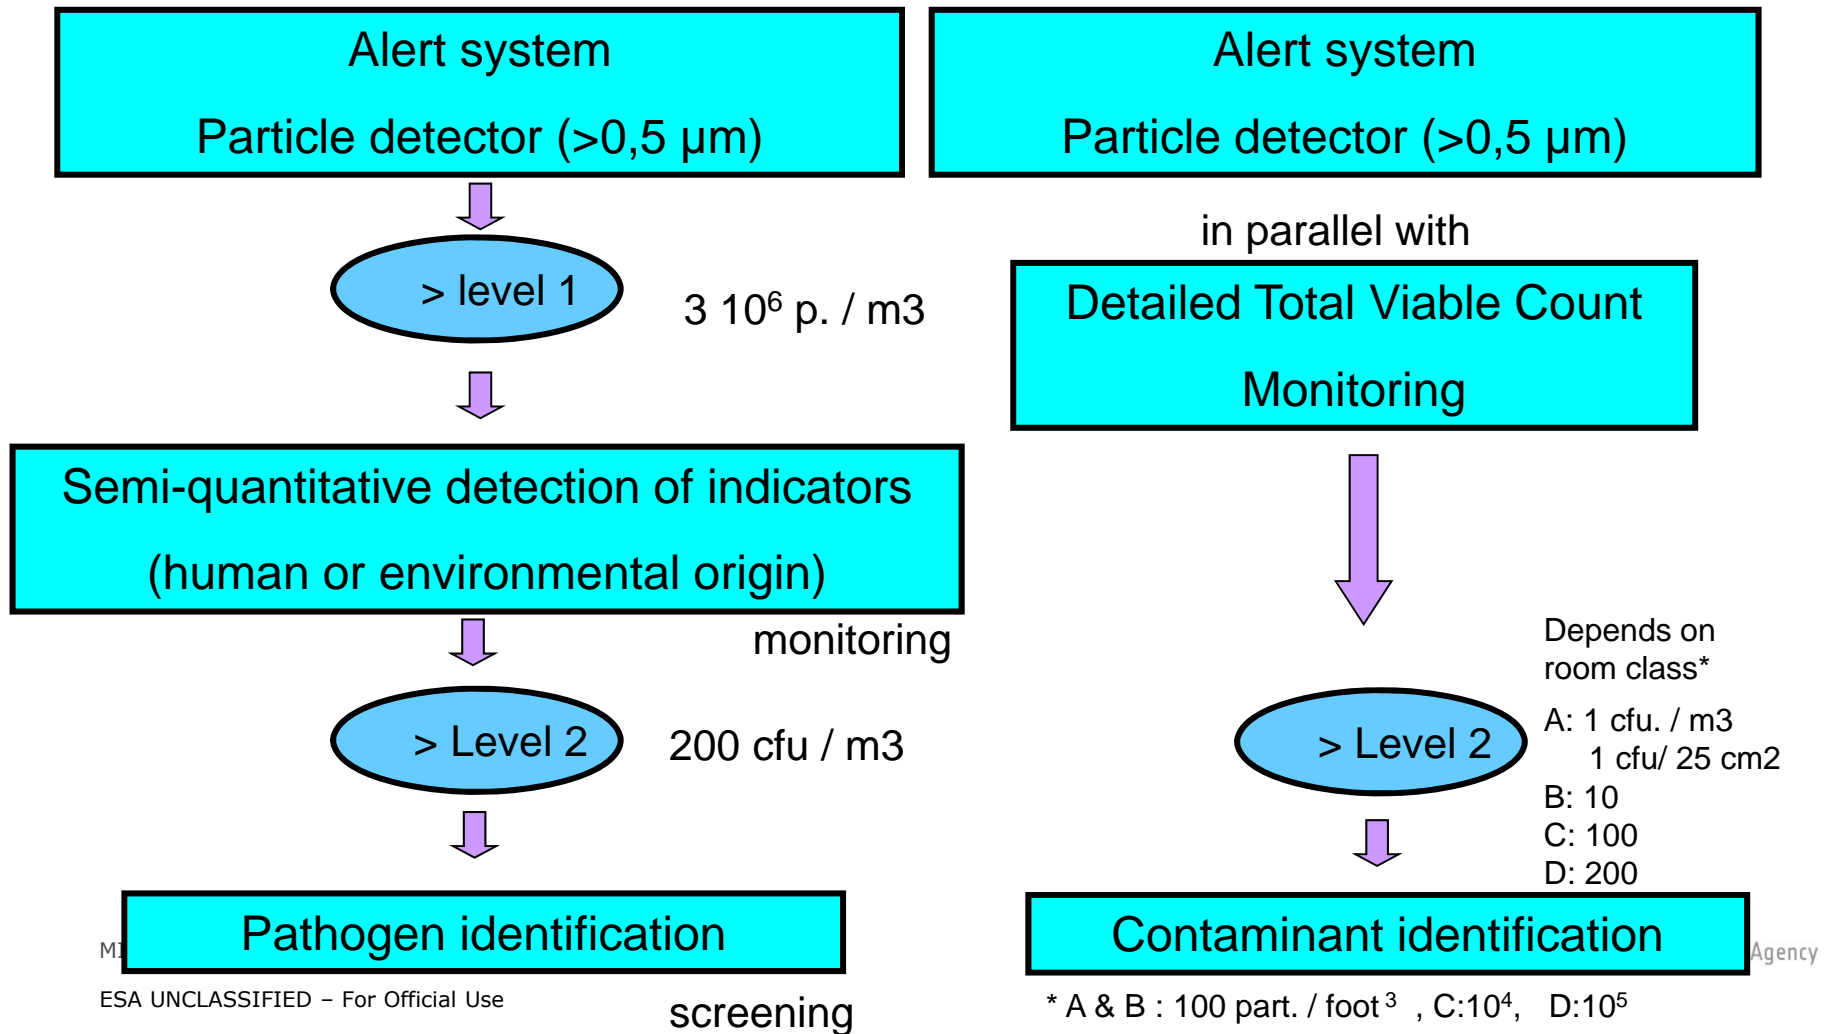 Alert system
Particle detector (>0,5 µm)
> level 1
3 10⁶ p. / m3
Semi-quantitative detection of indicators
(human or environmental origin)
monitoring
> Level 2
200 cfu / m3
Pathogen identification
screening
Alert system
Particle detector (>0,5 µm)
in parallel with
Detailed Total Viable Count
Monitoring
Depends on
room class*
> Level 2
A: 1 cfu. / m3
1 cfu/ 25 cm2
B: 10
C: 100
D: 200
Contaminant identification
* A & B : 100 part. / foot ³ , C:10⁴, D:10⁵
Agency
ESA UNCLASSIFIED – For Official Use